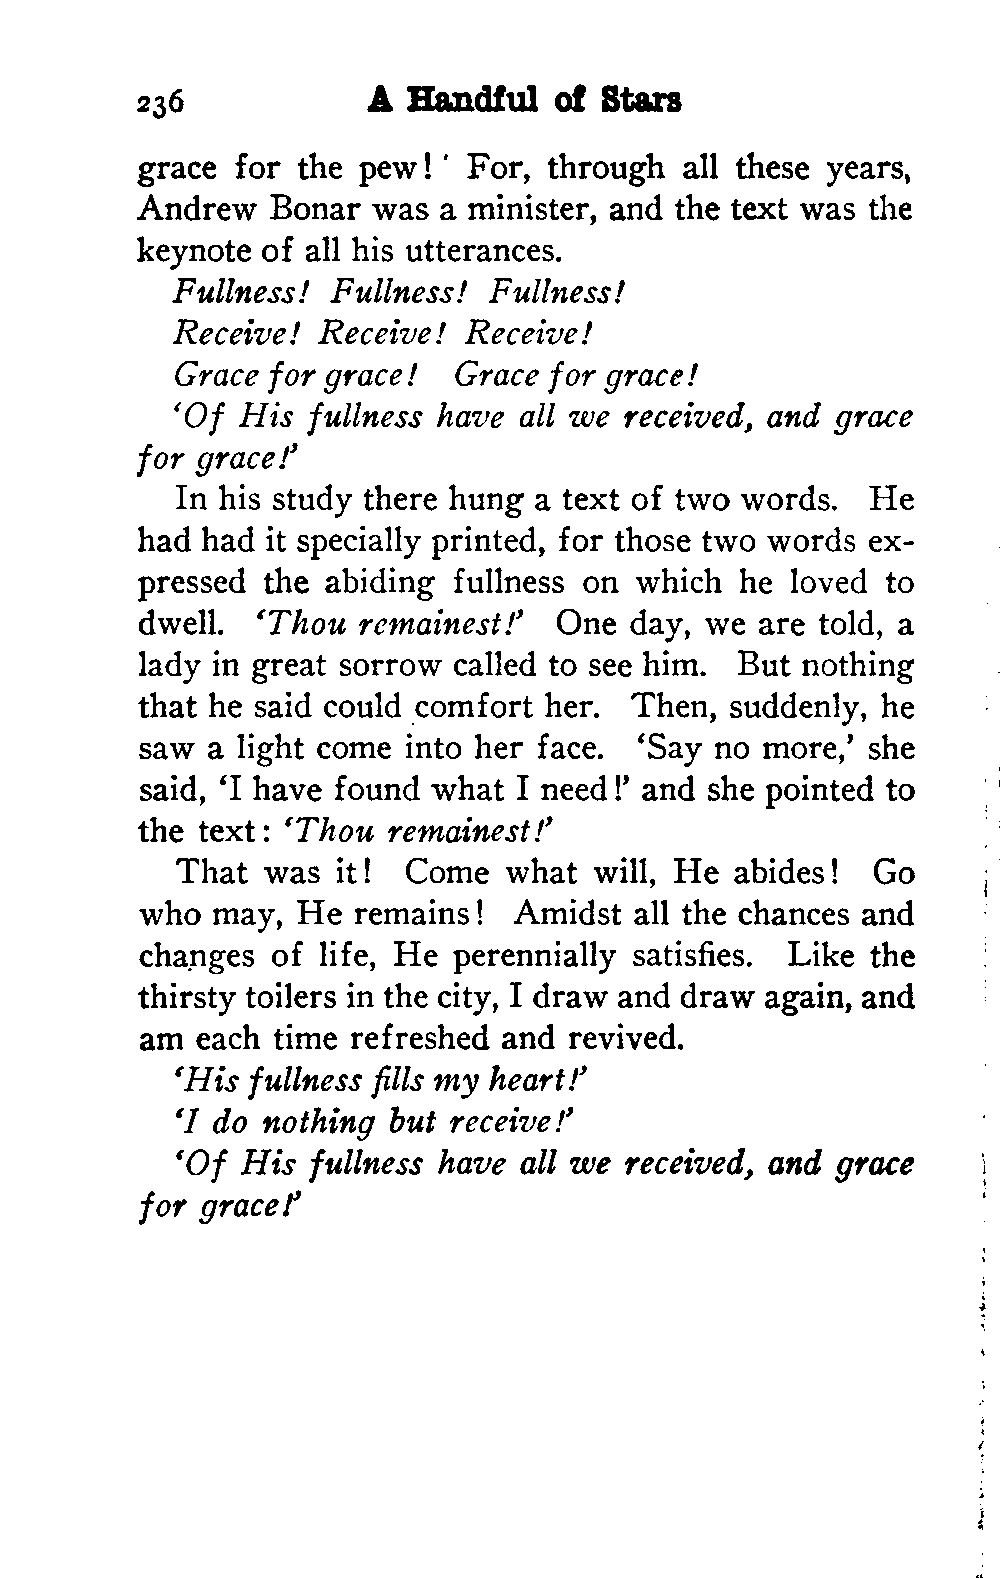 236 A Handful of Stars
grace for the pew!' For, through all these years,
Andrew Bonar was a minister, and the text was the
keynote of all his utterances.
Fullness! Fullness! Fullness!
Receive! Receive! Receive!
Grace for grace! Grace for grace!
‘Of His fullness have all we received, and grace
for grace!’
In his study there hung a text of two words. He
had had it specially printed, for those two words ex-
pressed the abiding fullness on which he loved to
dwell. ‘Thou remainest!’ One day, we are told, a
lady in great sorrow called to see him. But nothing
that he said could comfort her. Then, suddenly, he
saw a light come into her face. ‘Say no more,’ she
said, ‘I have found what I need!’ and she pointed to
the text: ‘Thou remainest!’
That was it! Come what will, He abides! Go
who may, He remains! Amidst all the chances and
changes of life, He perennially satisfies. Like the
thirsty toilers in the city, I draw and draw again, and
am each time refreshed and revived.
‘His fullness fills my heart!’
‘I do nothing but receive!’
‘Of His fullness have all we received, and grace
for grace!’